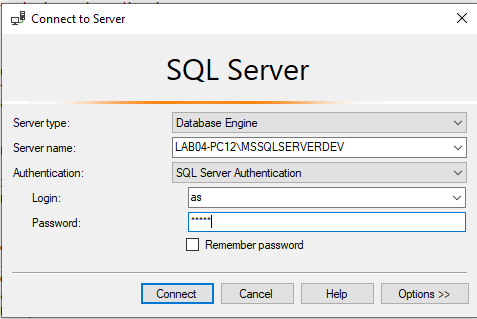 Connect to Server
SQL Server
Server type: Database Engine
Server name: LAB04-PC12\MSSQLSERVERDEV
Authentication: SQL Server Authentication
Login: as
Password: *****
Remember password
Connect Cancel Help Options >>